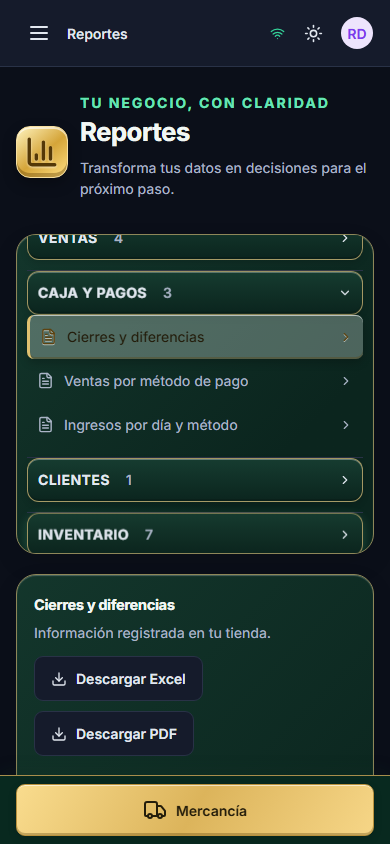 Reportes
RD
TU NEGOCIO, CON CLARIDAD
Reportes
Transforma tus datos en decisiones para el
próximo paso.
VENTAS 4
CAJA Y PAGOS 3
Cierres y diferencias
Ventas por método de pago
Ingresos por día y método
CLIENTES 1
INVENTARIO 7
Cierres y diferencias
Información registrada en tu tienda.
Descargar Excel
Descargar PDF
Mercancía